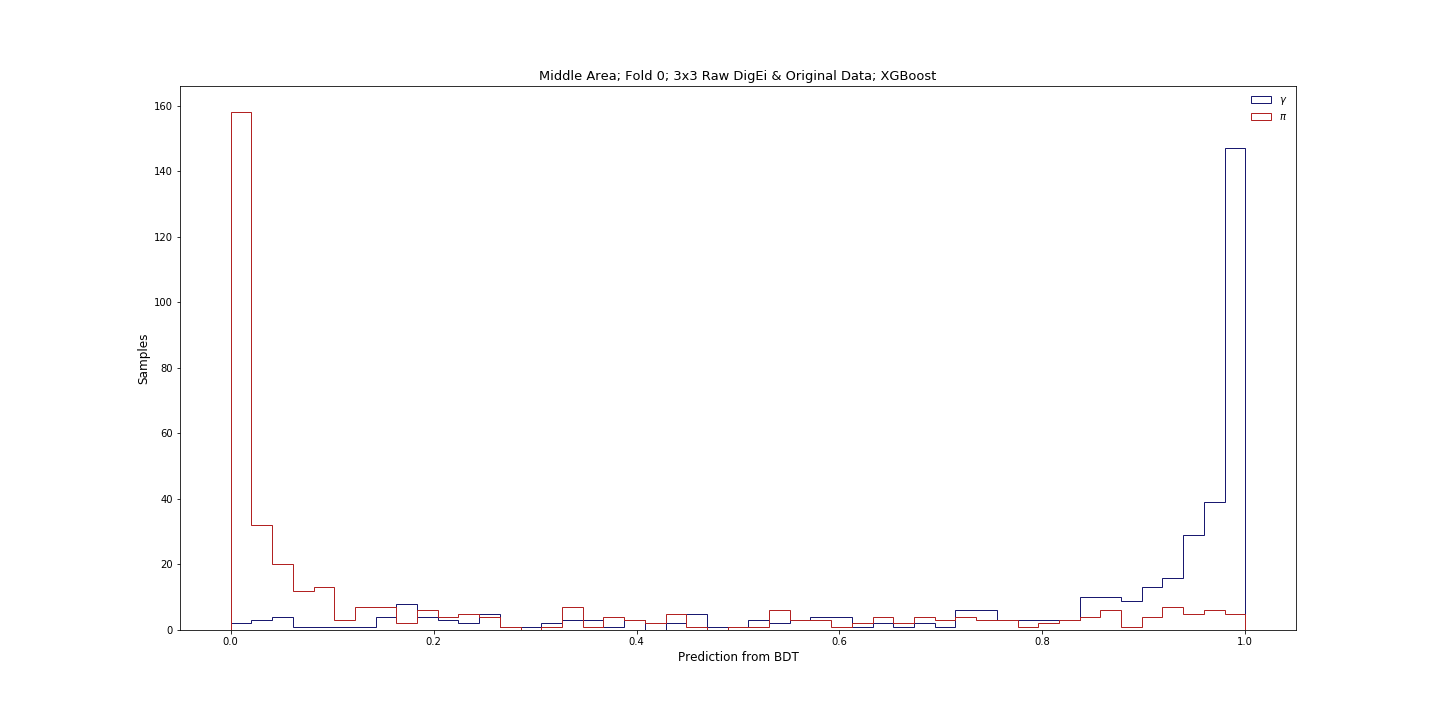 Middle Area; Fold 0; 3x3 Raw DigEi & Original Data; XGBoost
γ
π
160
140
120
100
80
60
40
20
0
Samples
0.0 0.2 0.4 0.6 0.8 1.0
Prediction from BDT